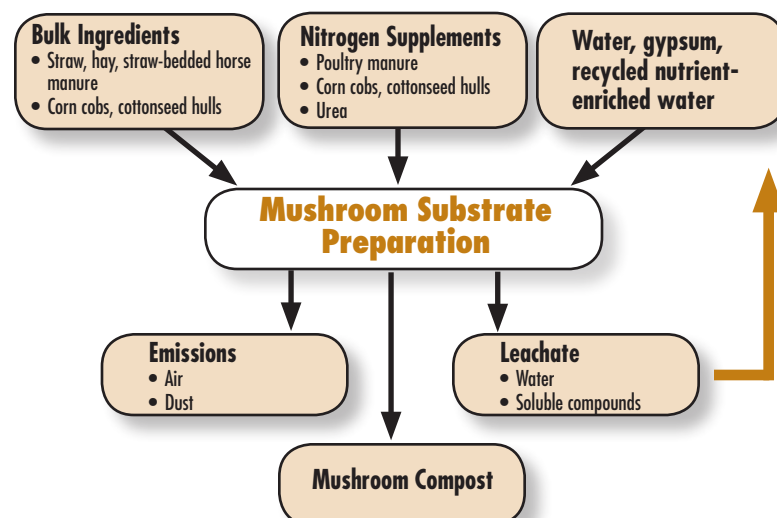 Bulk Ingredients
• Straw, hay, straw-bedded horse
manure
• Corn cobs, cottonseed hulls
Nitrogen Supplements
• Poultry manure
• Corn cobs, cottonseed hulls
• Urea
Water, gypsum,
recycled nutrient-
enriched water
Mushroom Substrate
Preparation
Emissions
• Air
• Dust
Leachate
• Water
• Soluble compounds
Mushroom Compost